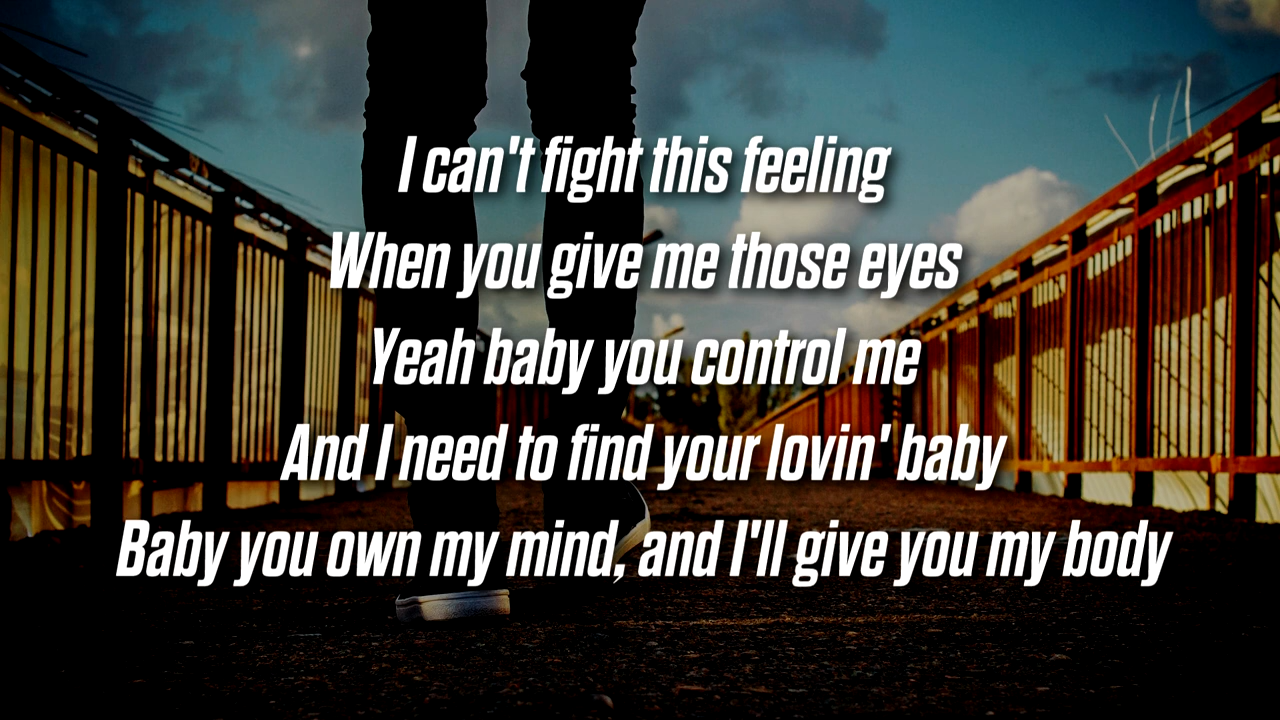 I can't fight this feeling
When you give me those eyes
Yeah baby you control me
And I need to find your lovin' baby
Baby you own my mind, and I'll give you my body